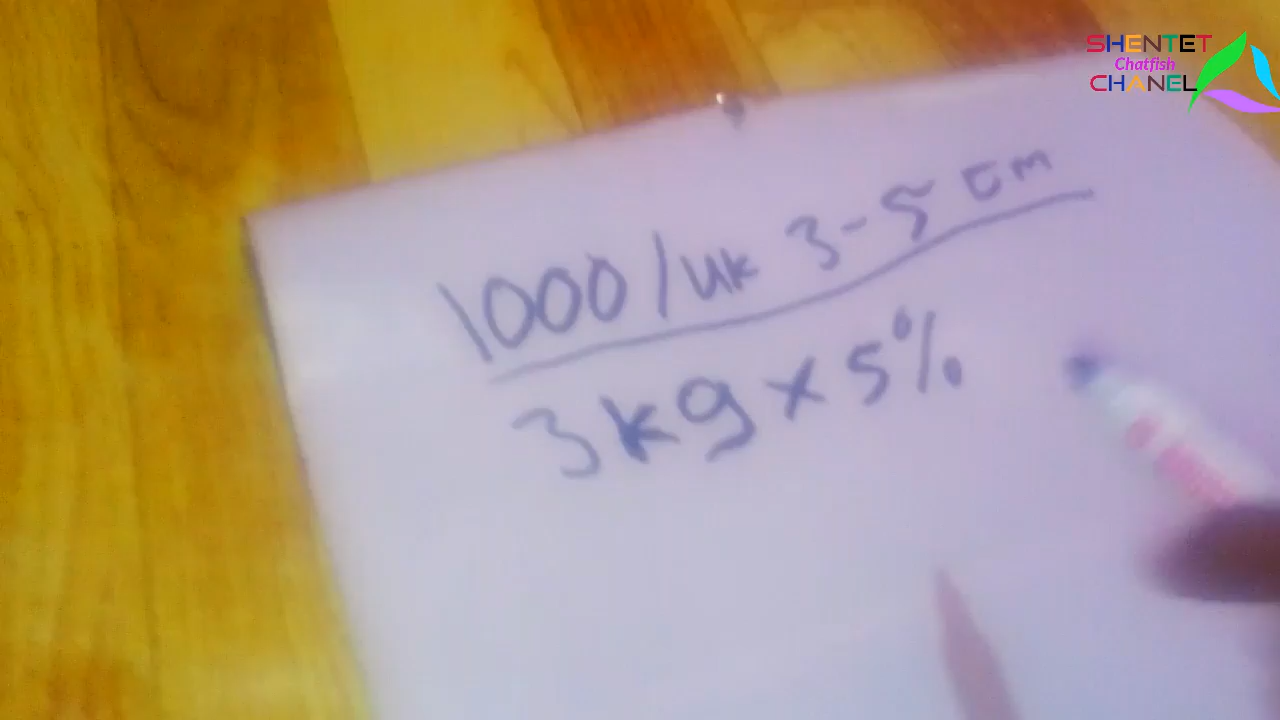 SHENTET
Chatfish
CHANEL
1000/uk 3-5 cm
3kg x 5%